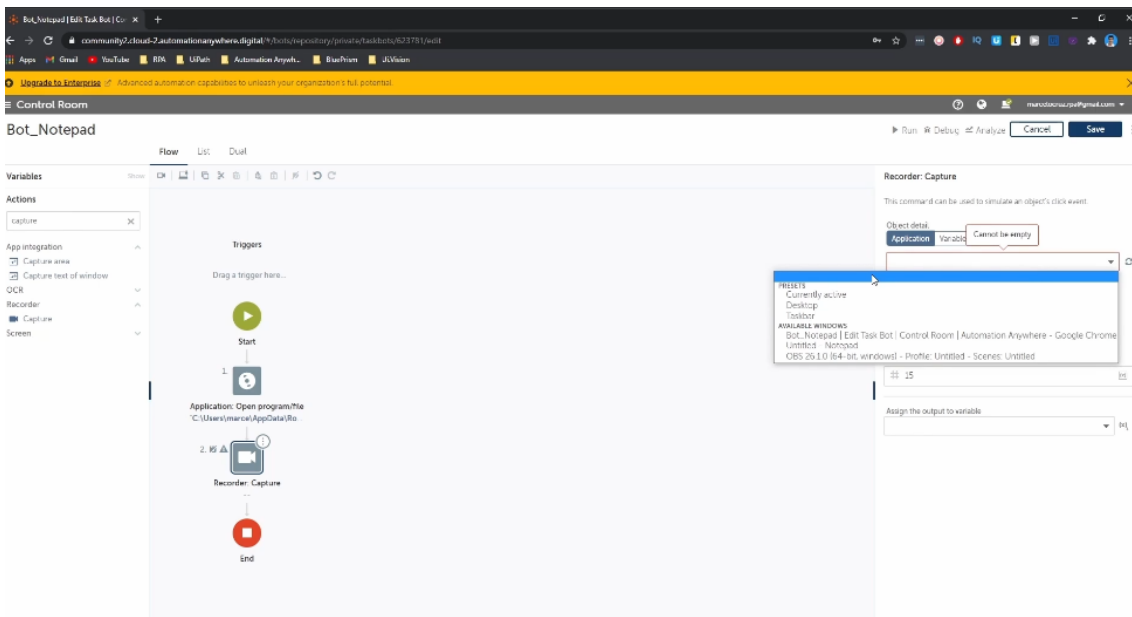 Bot_Notepad | Edit Task Bot | Cor
community2.cloud-2.automationanywhere.digital/#/bots/repository/private/taskbots/623781/edit
Apps Gmail YouTube RPA UiPath Automation Anywh... BluePrism JLVision
Upgrade to Enterprise Advanced automation capabilities to unleash your organization's full potential.
Control Room
marcelocruz.rpa@gmail.com
Bot_Notepad
Run Debug Analyze Cancel Save
Flow List Dual
Variables Show
Recorder: Capture
Actions
This command can be used to simulate an object's click event
capture
Object detail
Application Variable
Cannot be empty
App integration
Capture area
Capture text of window
OCR
Recorder
Capture
Screen
Triggers
Drag a trigger here...
Start
1.
Application: Open program/file
"C:\Users\marce\AppData\Ro...
2.
Recorder: Capture
...
End
PRESETS
Currently active
Desktop
Taskbar
AVAILABLE WINDOWS
Bot_Notepad | Edit Task Bot | Control Room | Automation Anywhere - Google Chrome
Untitled - Notepad
OBS 26.1.0 (64-bit, windows) - Profile: Untitled - Scenes: Untitled
# 15
(x)
Assign the output to variable
(x)